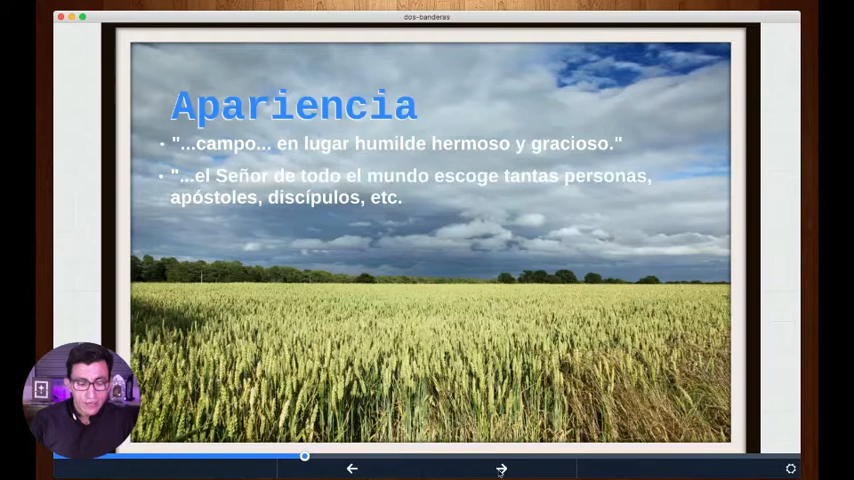 dos-banderas
Apariencia
• "...campo... en lugar humilde hermoso y gracioso."
• "...el Señor de todo el mundo escoge tantas personas,
apóstoles, discípulos, etc.